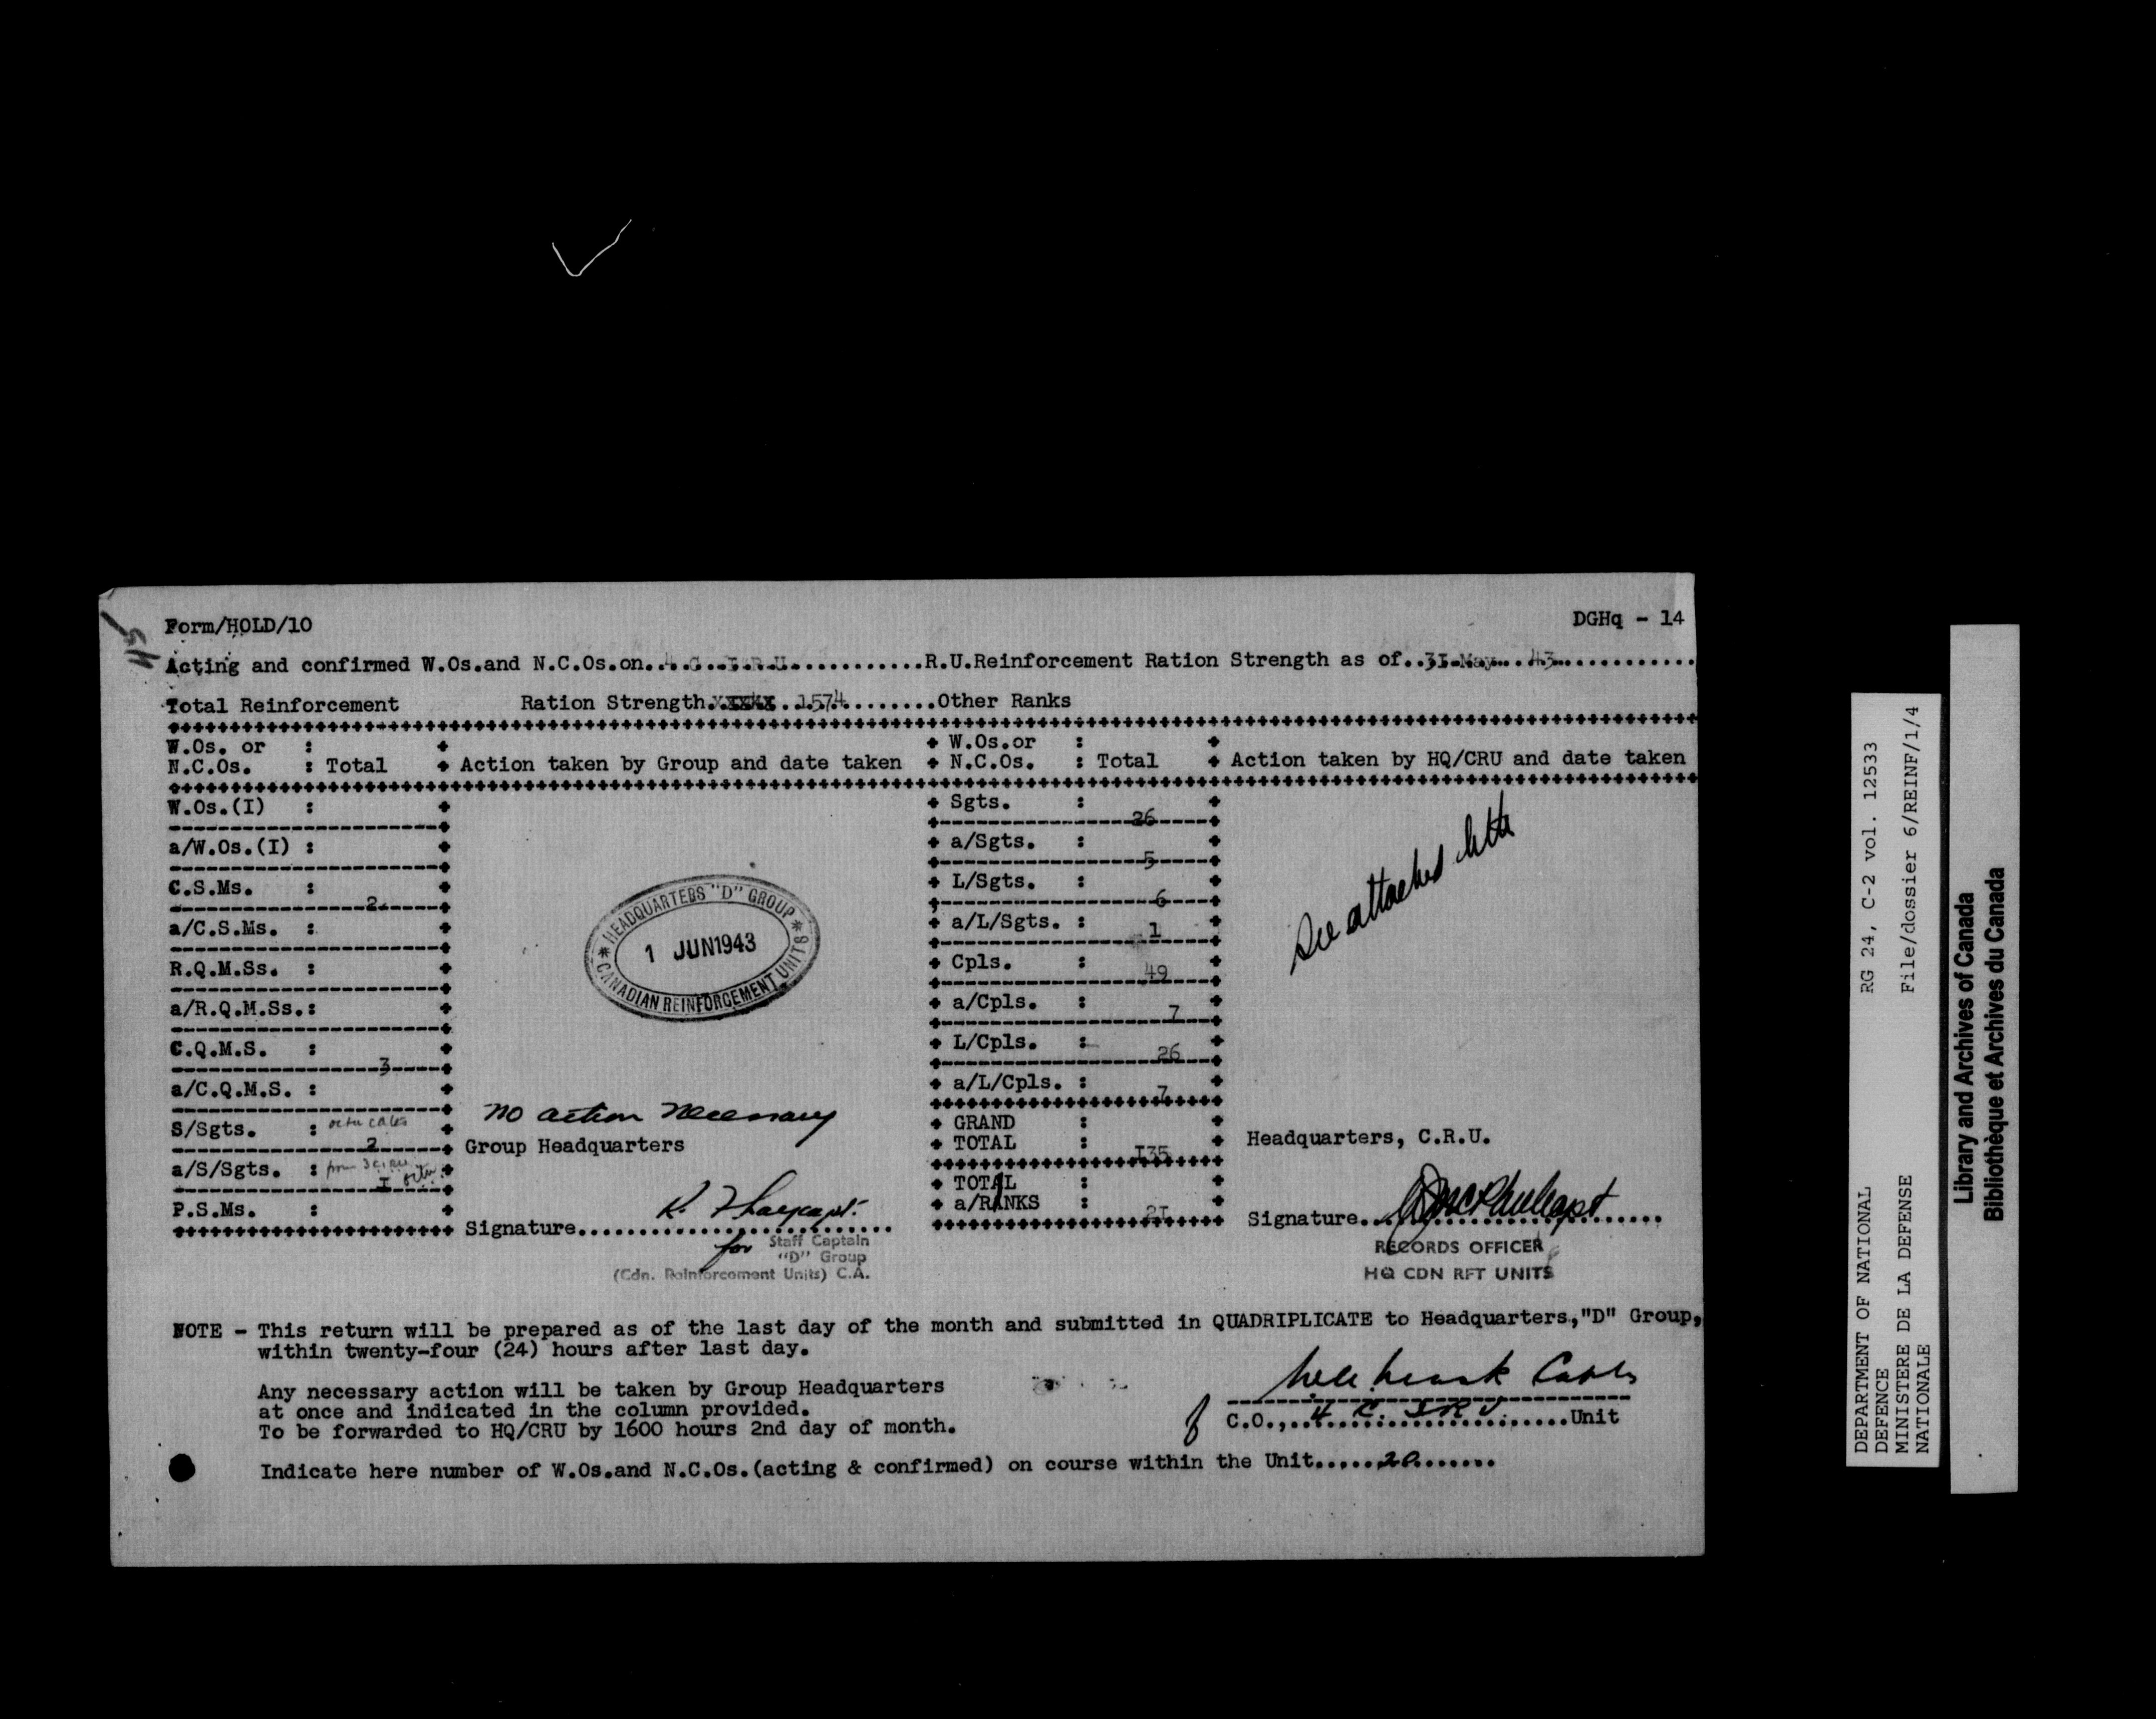 Form/HOLD/10
DGHq - 14
Acting and confirmed W.Os.and N.C.Os.on..4 C. I.R.U.............R.U.Reinforcement Ration Strength as of..31 May...43............
Total Reinforcement Ration Strength.xxxxx..1574.........Other Ranks
W.Os. or : + + W.Os.or : +
N.C.Os. : Total + Action taken by Group and date taken + N.C.Os. : Total + Action taken by HQ/CRU and date taken
W.Os.(I) :
a/W.Os.(I) :
C.S.Ms. : 2
a/C.S.Ms. :
R.Q.M.Ss. :
a/R.Q.M.Ss.:
C.Q.M.S. : 3
a/C.Q.M.S. :
S/Sgts. : 2
a/S/Sgts. : I
P.S.Ms. :
HEADQUARTERS "D" GROUP
1 JUN1943
CANADIAN REINFORCEMENT UNITS
No action necessary
Group Headquarters
Signature..........................
for Staff Captain
"D" Group
(Cdn. Reinforcement Units) C.A.
Sgts. : 26
a/Sgts. : 5
L/Sgts. : 6
a/L/Sgts. : 1
Cpls. : 49
a/Cpls. : 7
L/Cpls. : 26
a/L/Cpls. : 7
GRAND :
TOTAL : I35
TOTAL :
a/RANKS : 2I
See attached letter
Headquarters, C.R.U.
Signature.......................
RECORDS OFFICER
HQ CDN RFT UNITS
NOTE - This return will be prepared as of the last day of the month and submitted in QUADRIPLICATE to Headquarters,"D" Group,
within twenty-four (24) hours after last day.
Any necessary action will be taken by Group Headquarters
at once and indicated in the column provided.
To be forwarded to HQ/CRU by 1600 hours 2nd day of month.
C.O.,..4 C. I R U.......Unit
Indicate here number of W.Os.and N.C.Os.(acting & confirmed) on course within the Unit......20.......
DEPARTMENT OF NATIONAL
DEFENCE
MINISTERE DE LA DEFENSE
NATIONALE
RG 24, C-2 vol. 12533
File/dossier 6/REINF/1/4
Library and Archives of Canada
Bibliothèque et Archives du Canada